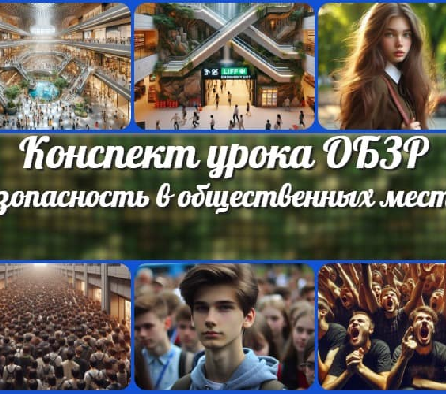 Конспект урока ОБЗР
зопасность в общественных мест